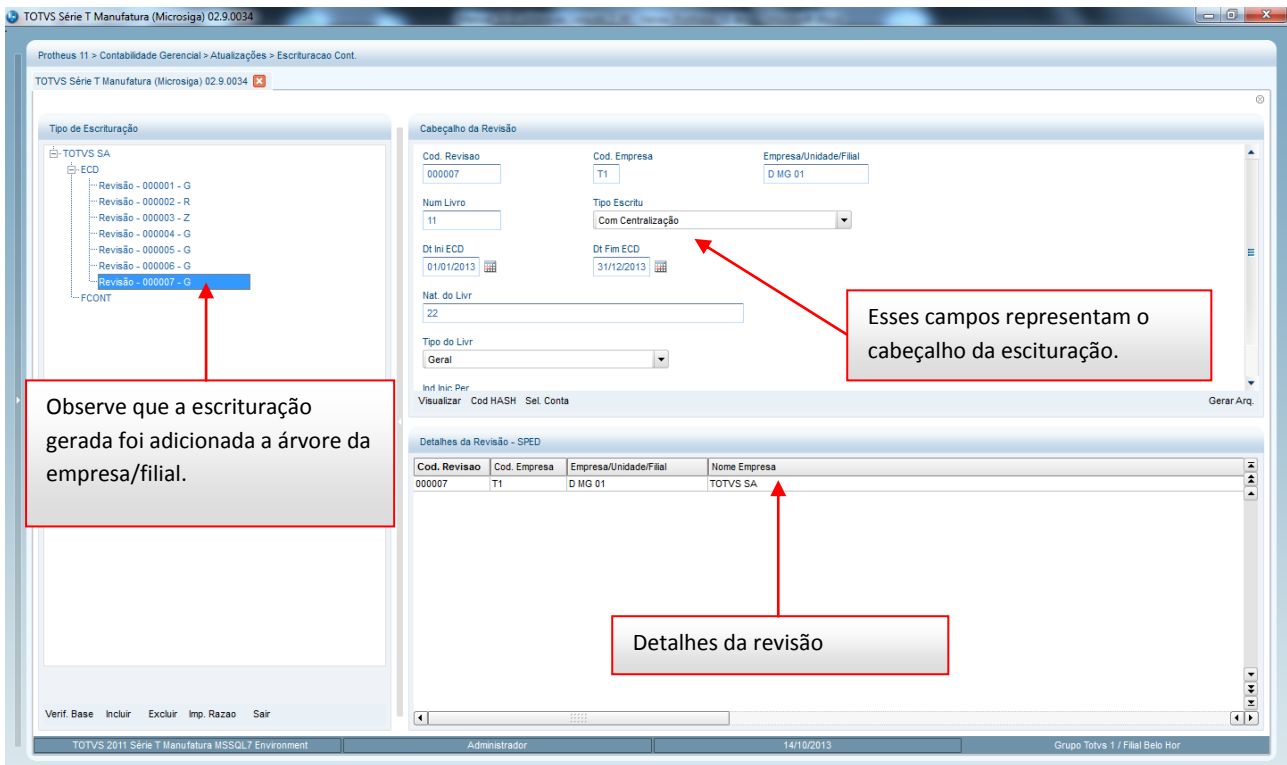 TOTVS Série T Manufatura (Microsiga) 02.9.0034
Protheus 11 > Contabilidade Gerencial > Atualizações > Escrituracao Cont.
TOTVS Série T Manufatura (Microsiga) 02.9.0034
Tipo de Escrituração
TOTVS SA
ECD
Revisão - 000001 - G
Revisão - 000002 - R
Revisão - 000003 - Z
Revisão - 000004 - G
Revisão - 000005 - G
Revisão - 000006 - G
Revisão - 000007 - G
FCONT
Observe que a escrituração
gerada foi adicionada a árvore da
empresa/filial.
Verif. Base Incluir Excluir Imp. Razao Sair
Cabeçalho da Revisão
Cod. Revisao Cod. Empresa Empresa/Unidade/Filial
000007 T1 D MG 01
Num Livro Tipo Escritu
11 Com Centralização
Dt Ini ECD Dt Fim ECD
01/01/2013 31/12/2013
Nat. do Livr
22
Tipo do Livr
Geral
Ind Inic Per
Visualizar Cod HASH Sel. Conta Gerar Arq.
Esses campos representam o
cabeçalho da escituração.
Detalhes da Revisão - SPED
Cod. Revisao Cod. Empresa Empresa/Unidade/Filial Nome Empresa
000007 T1 D MG 01 TOTVS SA
Detalhes da revisão
TOTVS 2011 Série T Manufatura MSSQL7 Environment Administrador 14/10/2013 Grupo Totvs 1 / Filial Belo Hor